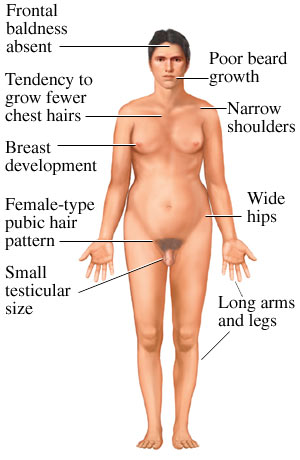 Frontal
baldness
absent
Poor beard
growth
Tendency to
grow fewer
chest hairs
Narrow
shoulders
Breast
development
Female-type
pubic hair
pattern
Wide
hips
Small
testicular
size
Long arms
and legs